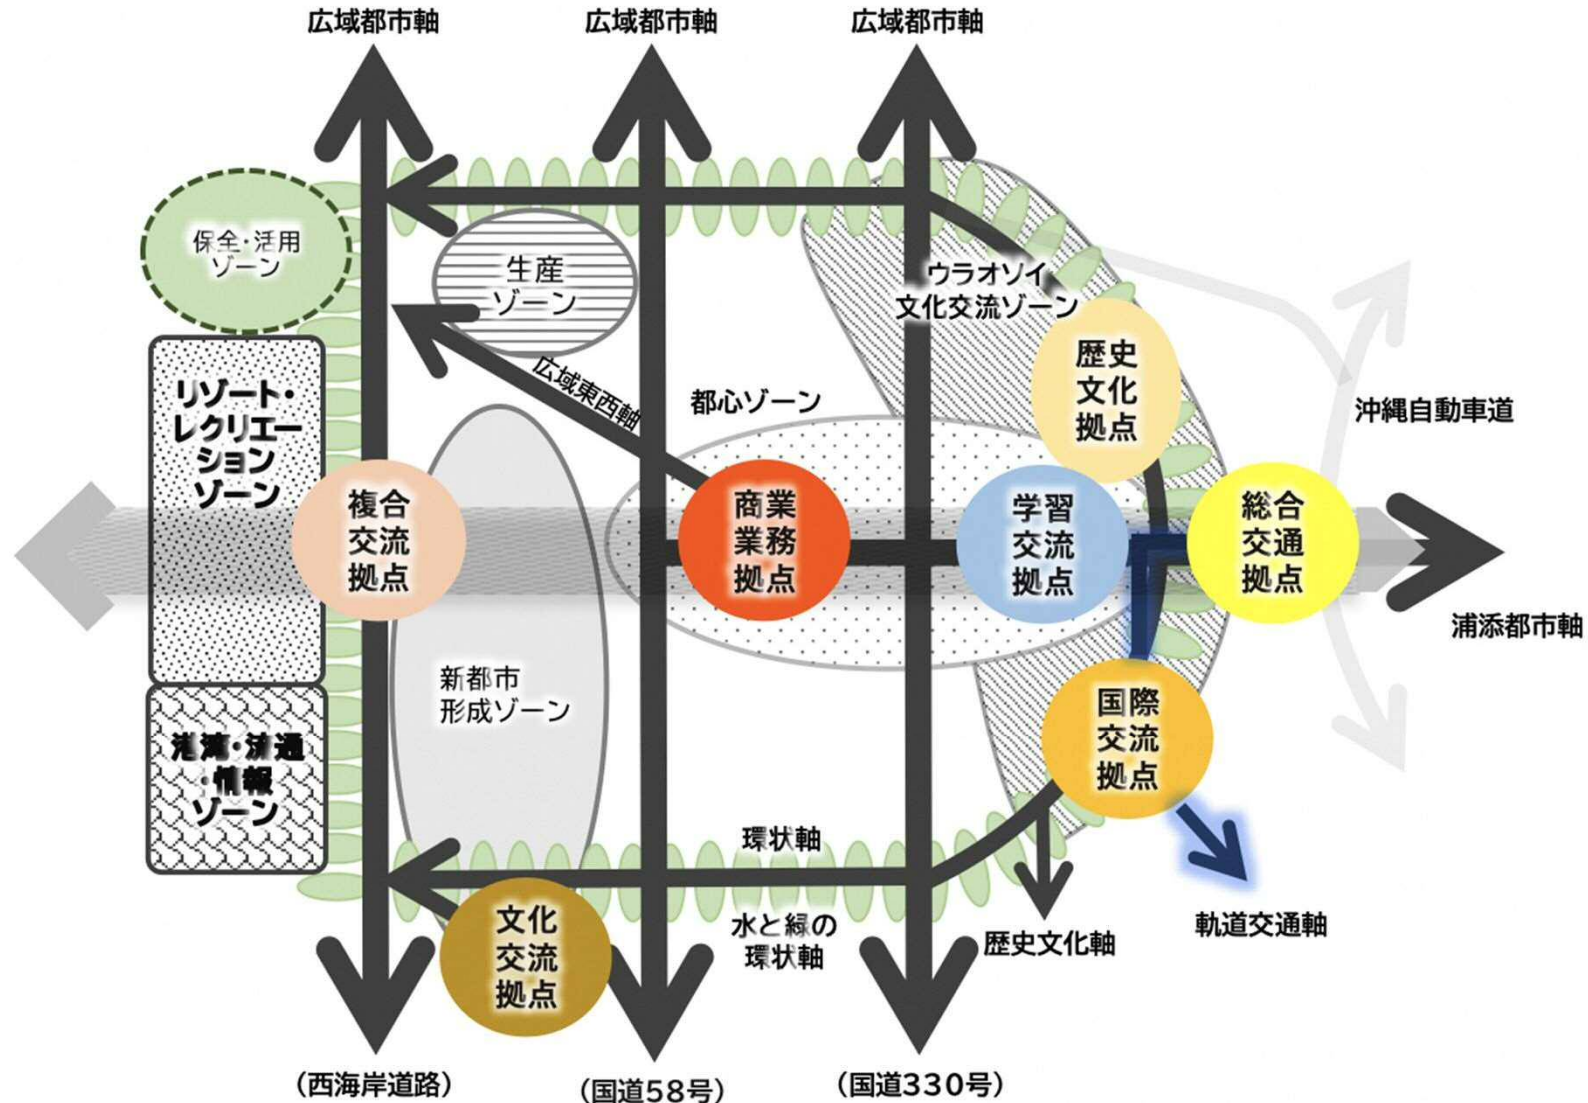 広域都市軸
広域都市軸
広域都市軸
保全・活用
ゾーン
生産
ゾーン
ウラオソイ
文化交流ゾーン
歴史
文化
拠点
広域東西軸
都心ゾーン
リゾート・
レクリエー
ション
ゾーン
沖縄自動車道
複合
交流
拠点
商業
業務
拠点
学習
交流
拠点
総合
交通
拠点
浦添都市軸
新都市
形成ゾーン
国際
交流
拠点
港湾・流通
・情報
ゾーン
環状軸
水と緑の
環状軸
文化
交流
拠点
歴史文化軸
軌道交通軸
（西海岸道路）
（国道58号）
（国道330号）